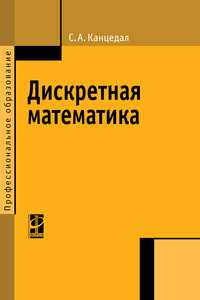 С. А. Канцедал
Дискретная
математика
Профессиональное образование